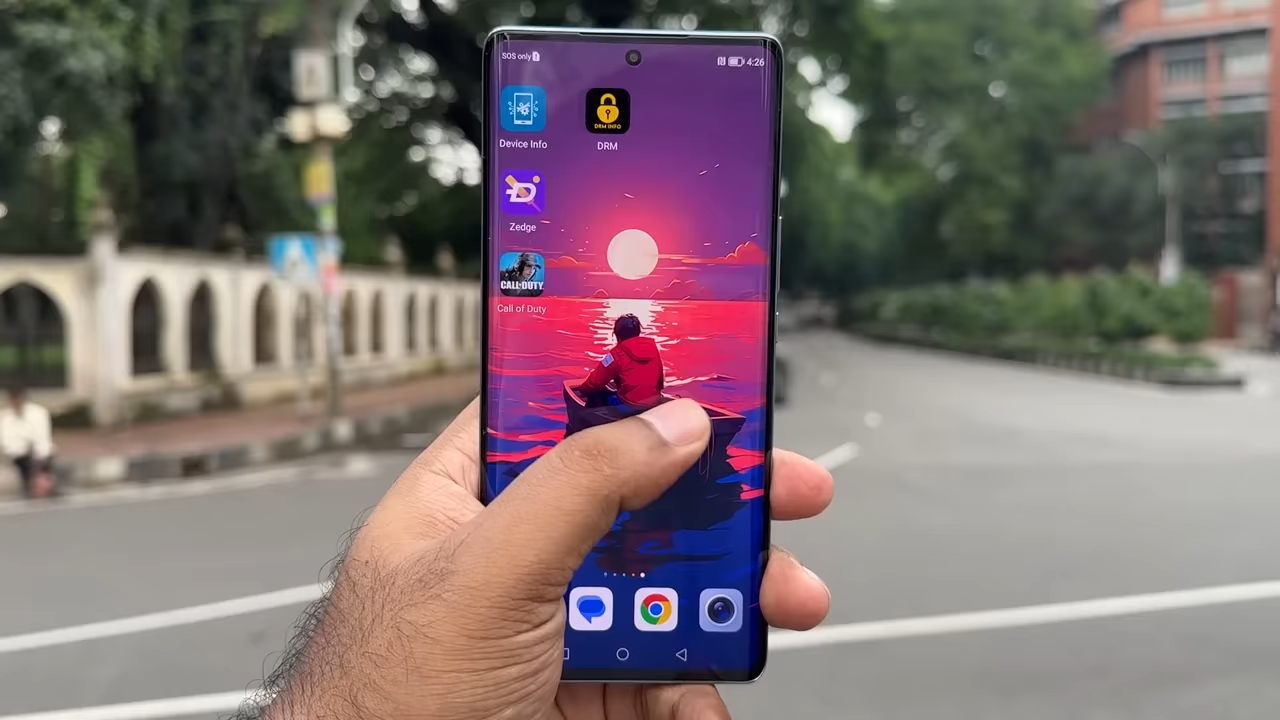 SOS only
4:26
DRM INFO
Device Info
DRM
Zedge
CALL OF DUTY
Call of Duty